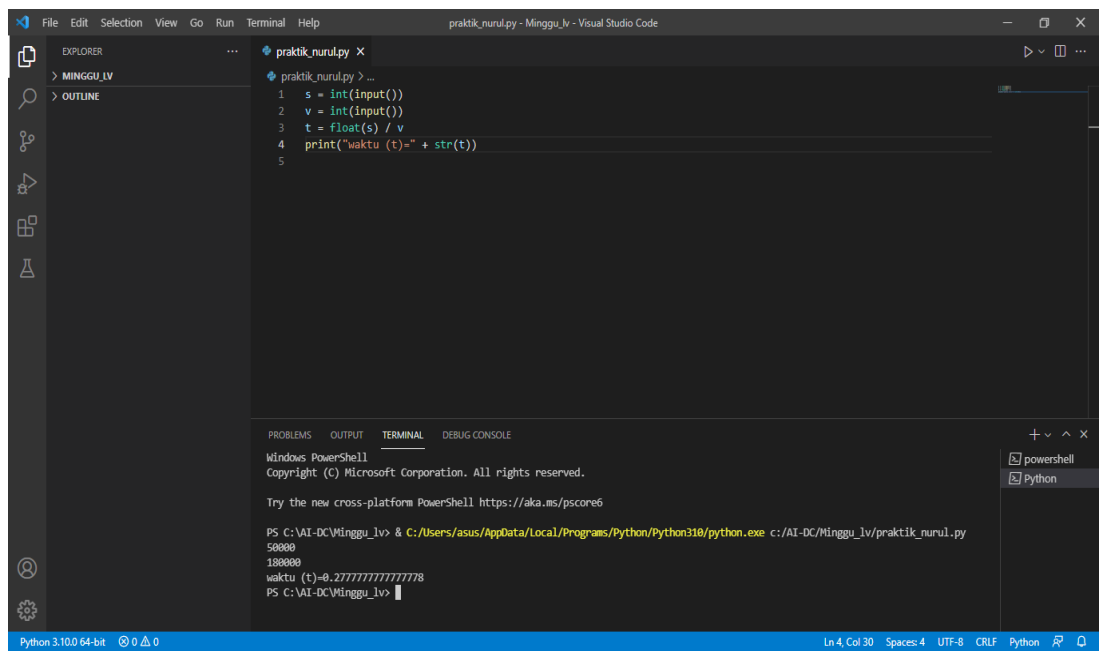 File Edit Selection View Go Run Terminal Help praktik_nurul.py - Minggu_lv - Visual Studio Code
EXPLORER
MINGGU_LV
OUTLINE
praktik_nurul.py
praktik_nurul.py > ...
1 s = int(input())
2 v = int(input())
3 t = float(s) / v
4 print("waktu (t)=" + str(t))
5
PROBLEMS OUTPUT TERMINAL DEBUG CONSOLE
powershell
Python
Windows PowerShell
Copyright (C) Microsoft Corporation. All rights reserved.
Try the new cross-platform PowerShell https://aka.ms/pscore6
PS C:\AI-DC\Minggu_lv> & C:/Users/asus/AppData/Local/Programs/Python/Python310/python.exe c:/AI-DC/Minggu_lv/praktik_nurul.py
50000
180000
waktu (t)=0.2777777777777778
PS C:\AI-DC\Minggu_lv>
Python 3.10.0 64-bit 0 0 Ln 4, Col 30 Spaces: 4 UTF-8 CRLF Python